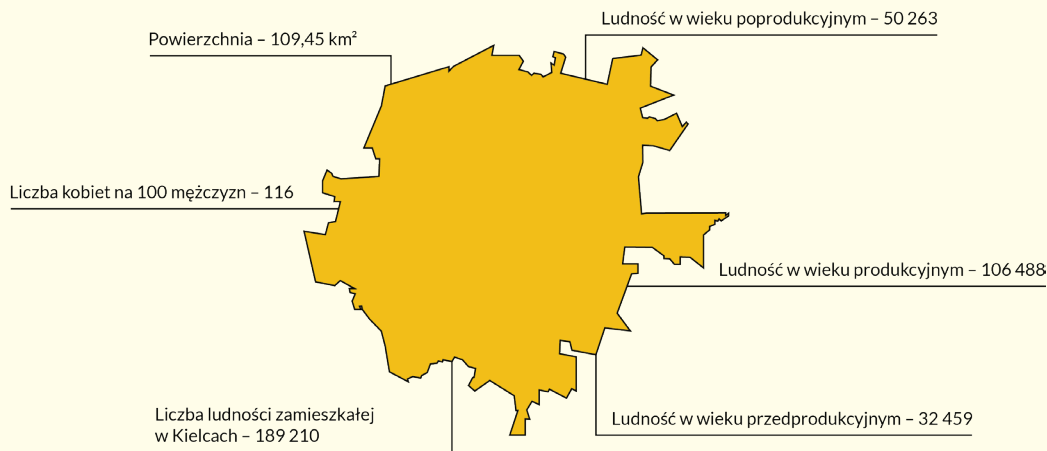 Ludność w wieku poprodukcyjnym – 50 263
Powierzchnia – 109,45 km²
Liczba kobiet na 100 mężczyzn – 116
Ludność w wieku produkcyjnym – 106 488
Liczba ludności zamieszkałej
w Kielcach – 189 210
Ludność w wieku przedprodukcyjnym – 32 459